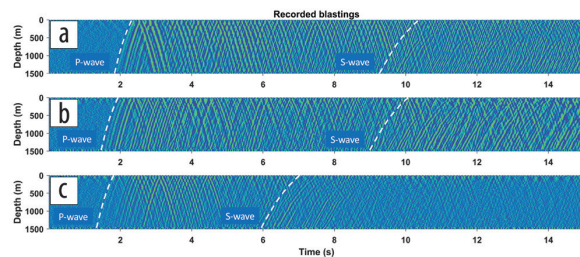 Recorded blastings
Depth (m)
0
500
1000
1500
a
P-wave
S-wave
2 4 6 8 10 12 14
Depth (m)
0
500
1000
1500
b
P-wave
S-wave
2 4 6 8 10 12 14
Depth (m)
0
500
1000
1500
c
P-wave
S-wave
2 4 6 8 10 12 14
Time (s)